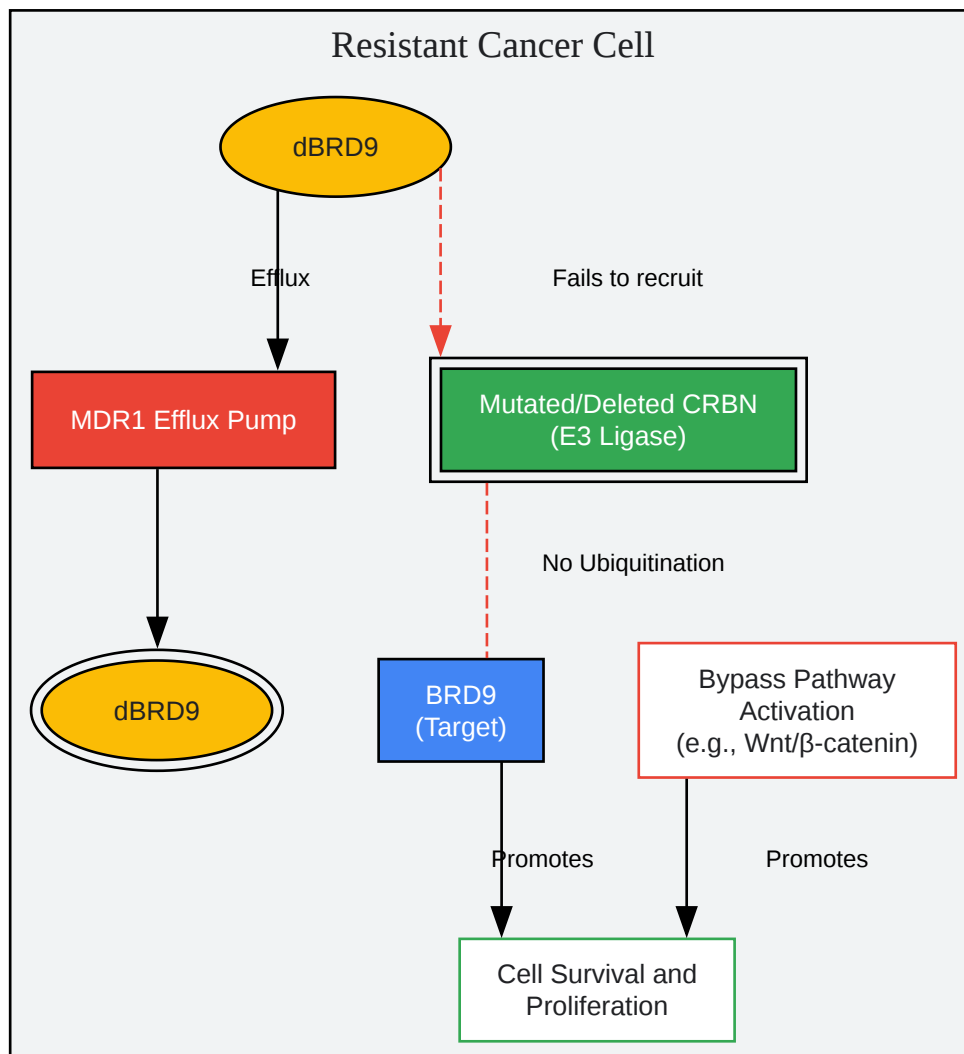 Resistant Cancer Cell
dBRD9
Efflux
Fails to recruit
MDR1 Efflux Pump
Mutated/Deleted CRBN
(E3 Ligase)
No Ubiquitination
dBRD9
BRD9
(Target)
Bypass Pathway
Activation
(e.g., Wnt/β-catenin)
Promotes
Promotes
Cell Survival and
Proliferation